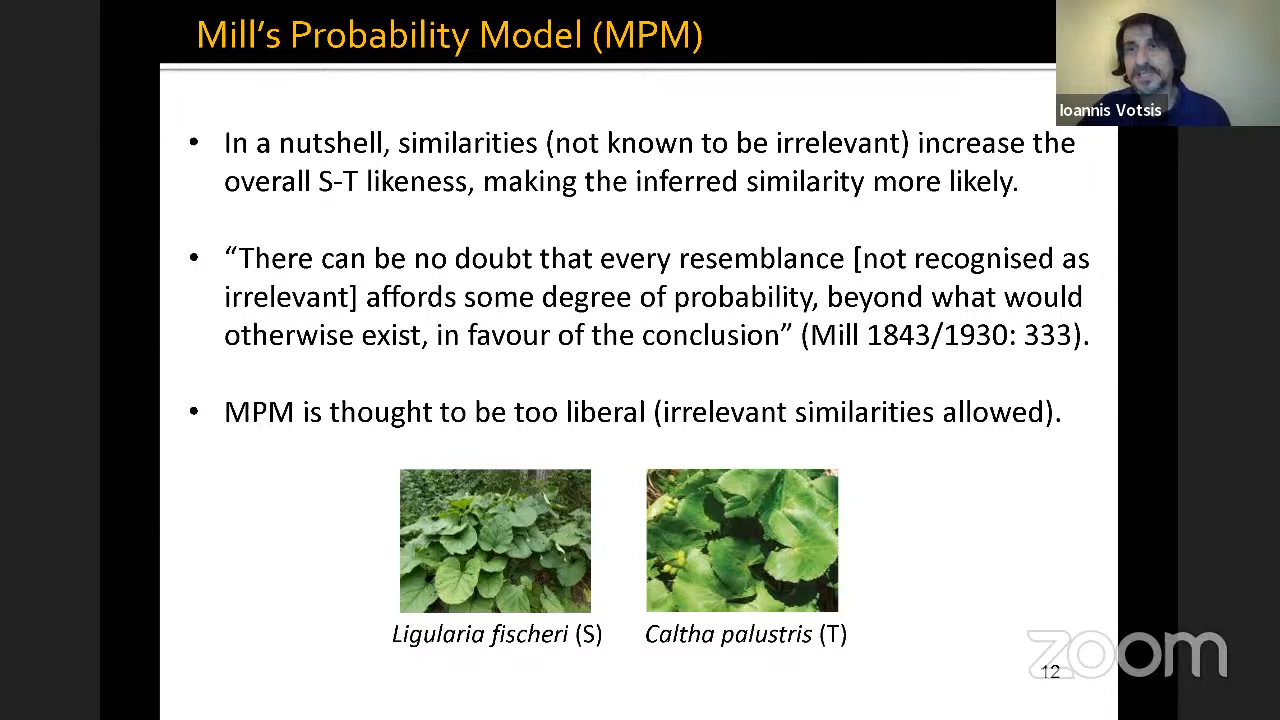 Mill's Probability Model (MPM)
Ioannis Votsis
• In a nutshell, similarities (not known to be irrelevant) increase the
overall S-T likeness, making the inferred similarity more likely.
• “There can be no doubt that every resemblance [not recognised as
irrelevant] affords some degree of probability, beyond what would
otherwise exist, in favour of the conclusion” (Mill 1843/1930: 333).
• MPM is thought to be too liberal (irrelevant similarities allowed).
Ligularia fischeri (S)
Caltha palustris (T)
zoom
12